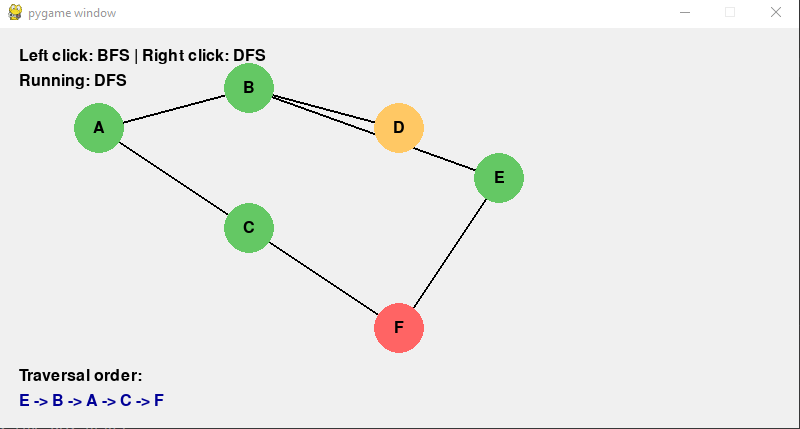 pygame window
Left click: BFS | Right click: DFS
Running: DFS
B
A
D
E
C
F
Traversal order:
E -> B -> A -> C -> F